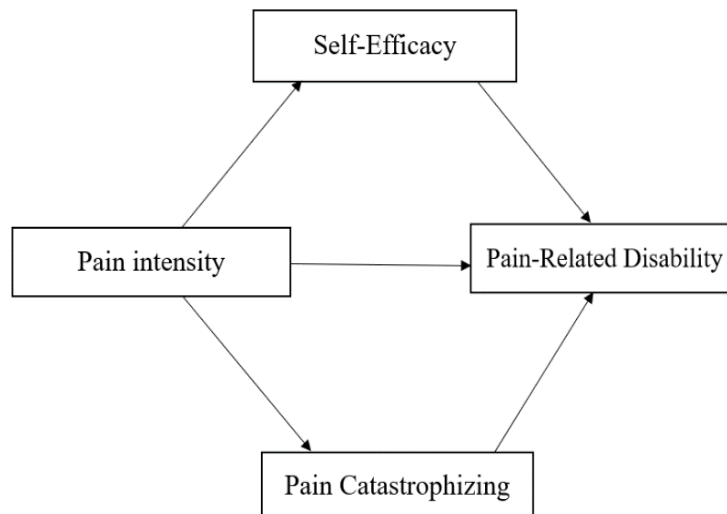 Self-Efficacy
Pain intensity
Pain-Related Disability
Pain Catastrophizing